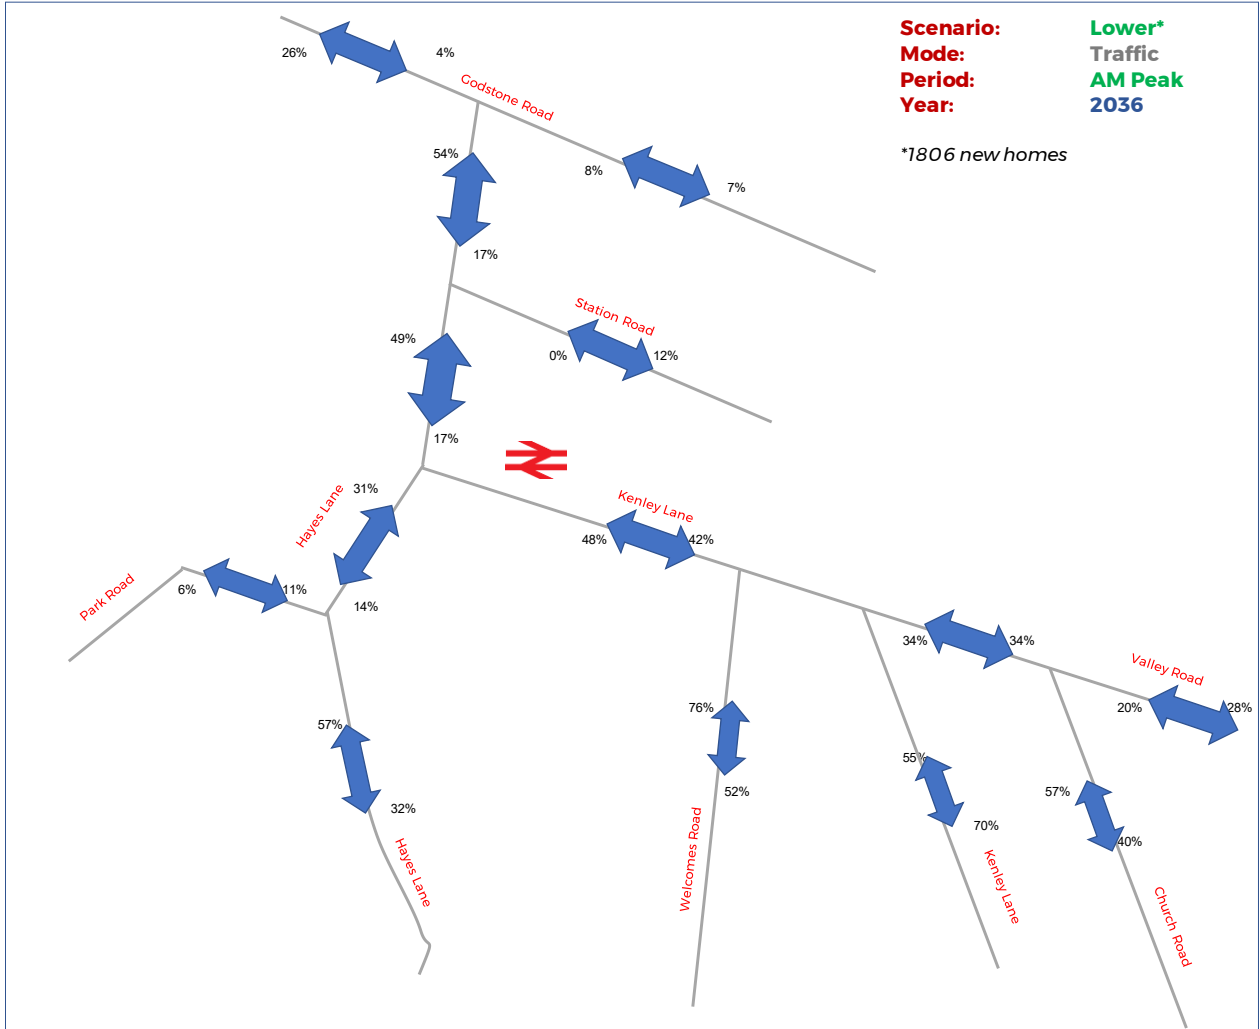 Scenario: Lower*
Mode: Traffic
Period: AM Peak
Year: 2036
*1806 new homes
26%
4%
Godstone Road
54%
8%
7%
17%
Station Road
49%
0%
12%
17%
31%
Hayes Lane
Kenley Lane
48%
42%
Park Road
6%
11%
14%
34%
34%
Valley Road
20%
28%
76%
57%
55%
52%
57%
32%
70%
40%
Hayes Lane
Welcomes Road
Kenley Lane
Church Road